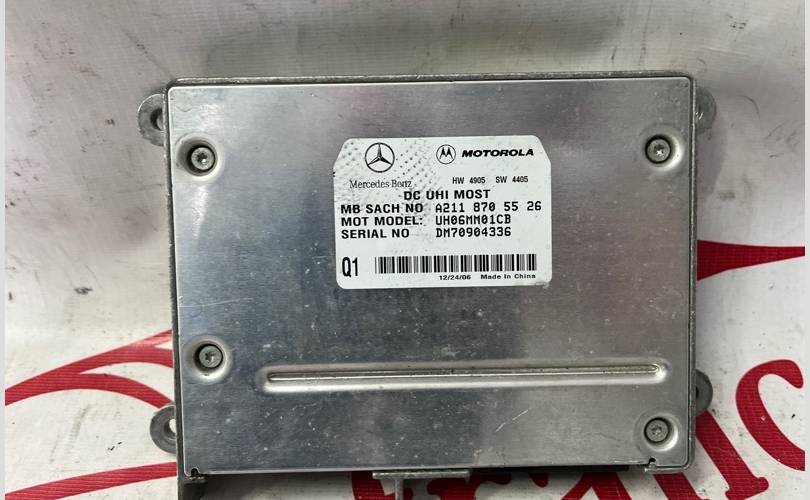 MOTOROLA
Mercedes-Benz
HW 4905 SW 4405
DC UHI MOST
MB SACH NO A211 870 55 26
MOT MODEL: UH06MM01CB
SERIAL NO DM70904336
Q1
12/24/06 Made In China